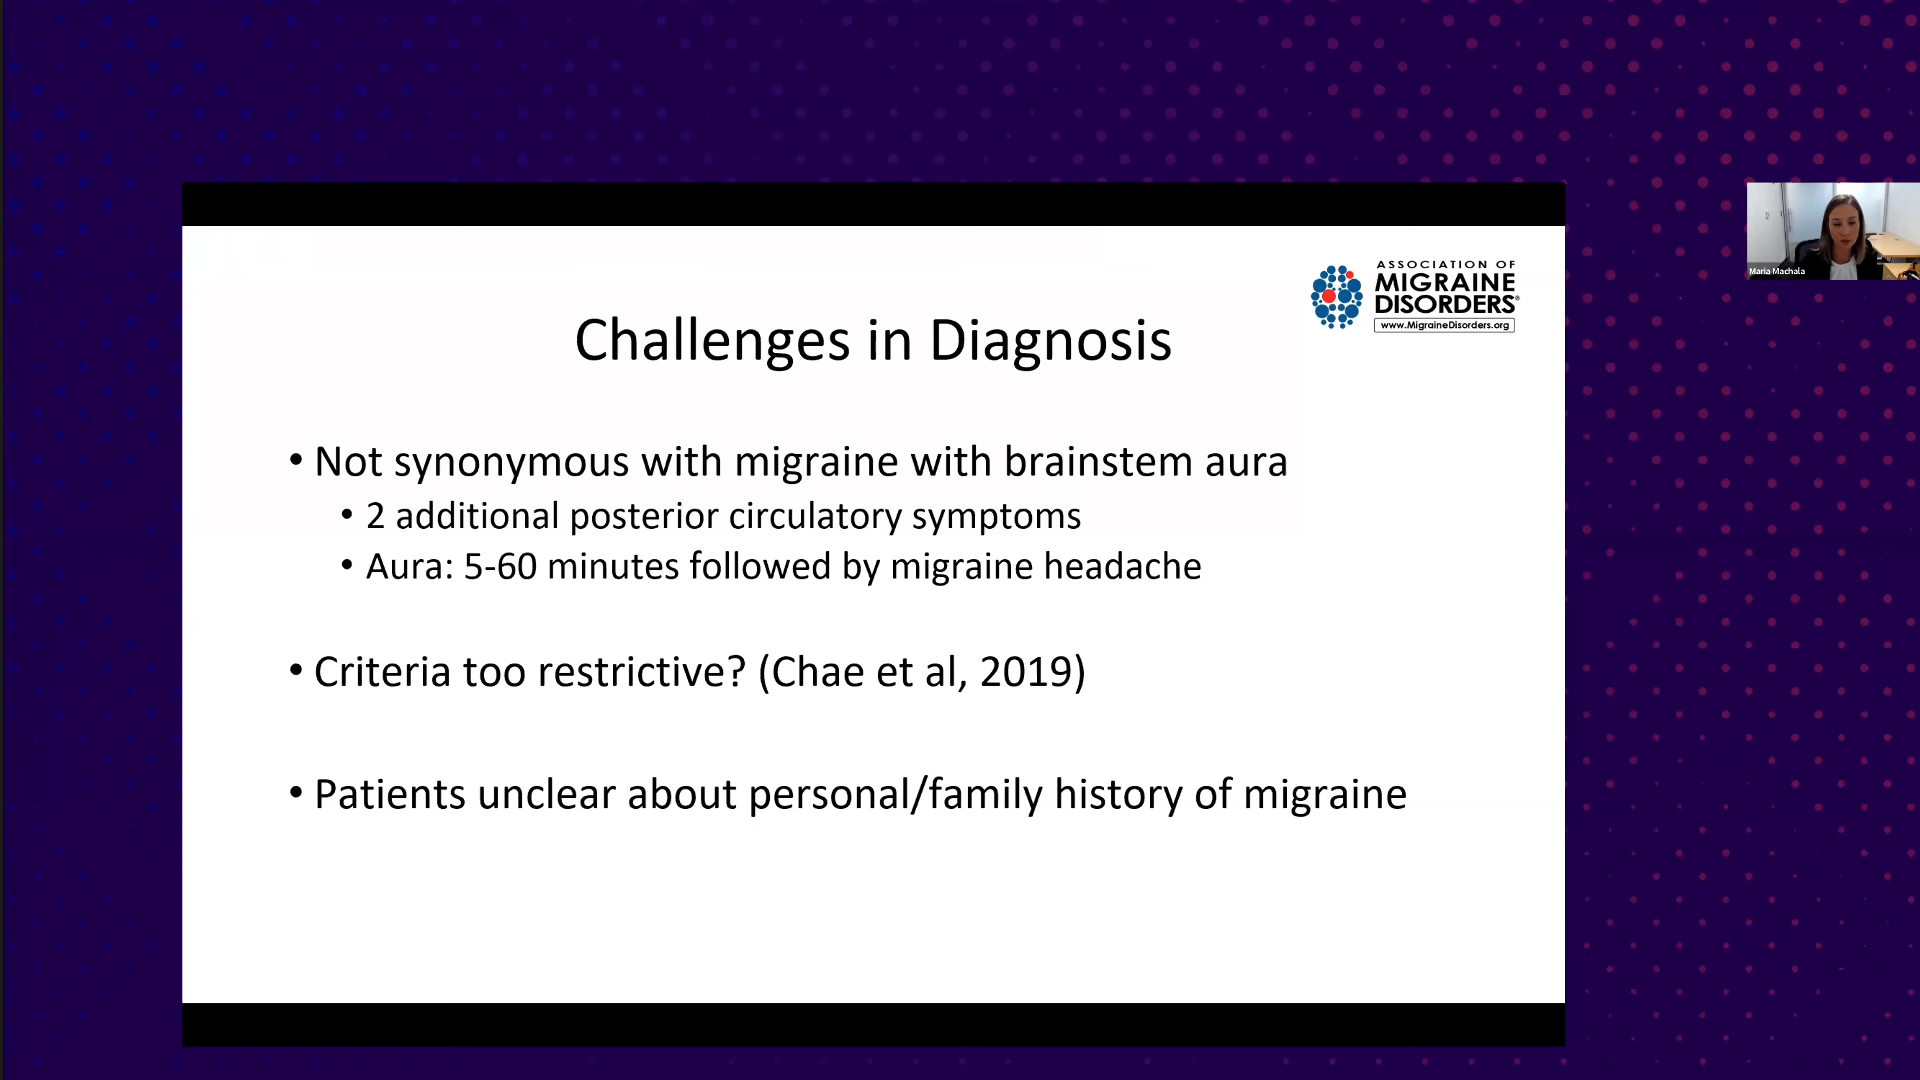 ASSOCIATION OF
MIGRAINE
DISORDERS®
www.MigraineDisorders.org
Challenges in Diagnosis
• Not synonymous with migraine with brainstem aura
• 2 additional posterior circulatory symptoms
• Aura: 5-60 minutes followed by migraine headache
• Criteria too restrictive? (Chae et al, 2019)
• Patients unclear about personal/family history of migraine
Maria Machala